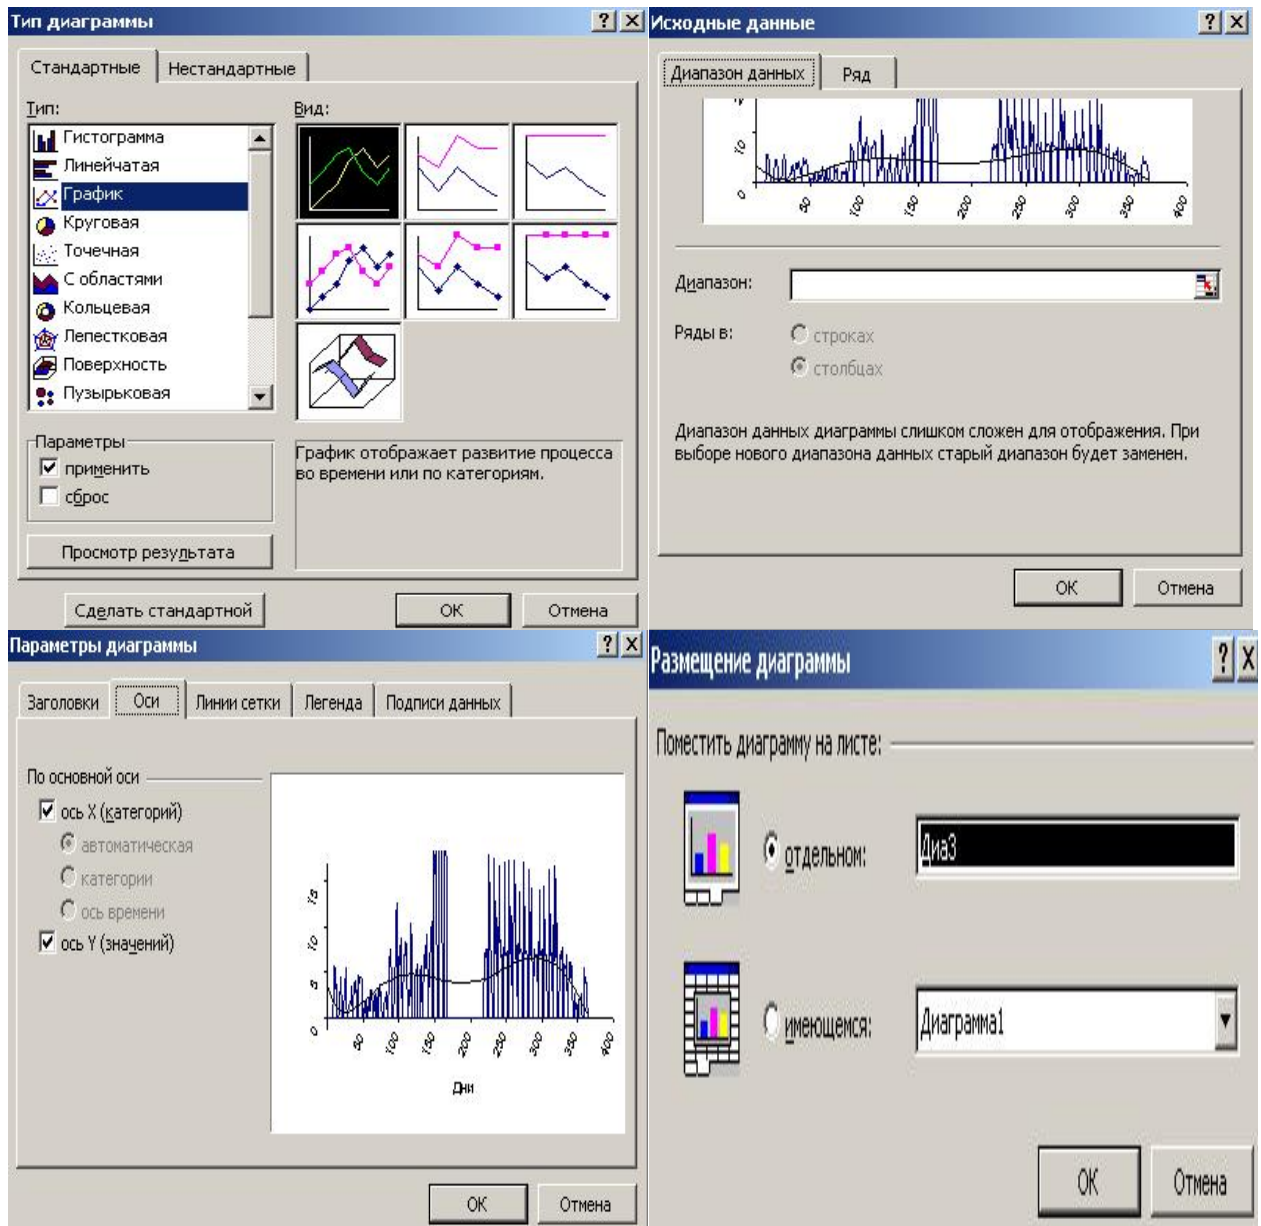 Тип диаграммы
Стандартные
Нестандартные
Тип:
Вид:
Гистограмма
Линейчатая
График
Круговая
Точечная
С областями
Кольцевая
Лепестковая
Поверхность
Пузырьковая
Параметры
применить
сброс
График отображает развитие процесса
во времени или по категориям.
Просмотр результата
Сделать стандартной
ОК
Отмена
Исходные данные
Диапазон данных
Ряд
10
0
50
100
150
200
250
300
350
400
Диапазон:
Ряды в:
строках
столбцах
Диапазон данных диаграммы слишком сложен для отображения. При
выборе нового диапазона данных старый диапазон будет заменен.
ОК
Отмена
Параметры диаграммы
Заголовки
Оси
Линии сетки
Легенда
Подписи данных
По основной оси
ось X (категорий)
автоматическая
категории
ось времени
ось Y (значений)
15
10
5
0
50
100
150
200
250
300
350
400
Дни
ОК
Отмена
Размещение диаграммы
Поместить диаграмму на листе:
отдельном:
Диа3
имеющемся:
Диаграмма1
ОК
Отмена